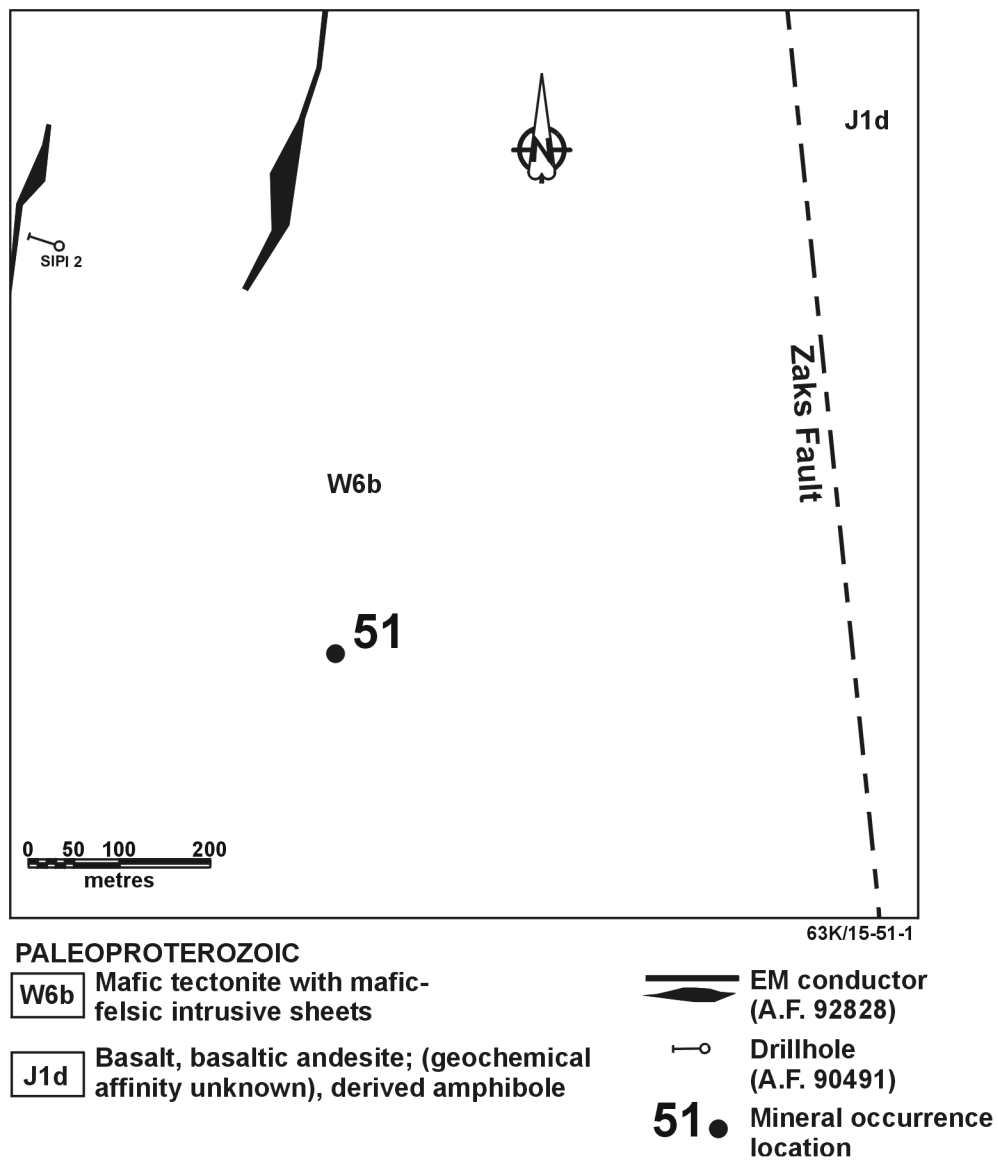 N
J1d
SIPI 2
Zaks Fault
W6b
51
0 50 100 200
metres
63K/15-51-1
PALEOPROTEROZOIC
W6b
Mafic tectonite with mafic-
felsic intrusive sheets
J1d
Basalt, basaltic andesite; (geochemical
affinity unknown), derived amphibole
EM conductor
(A.F. 92828)
Drillhole
(A.F. 90491)
51
Mineral occurrence
location